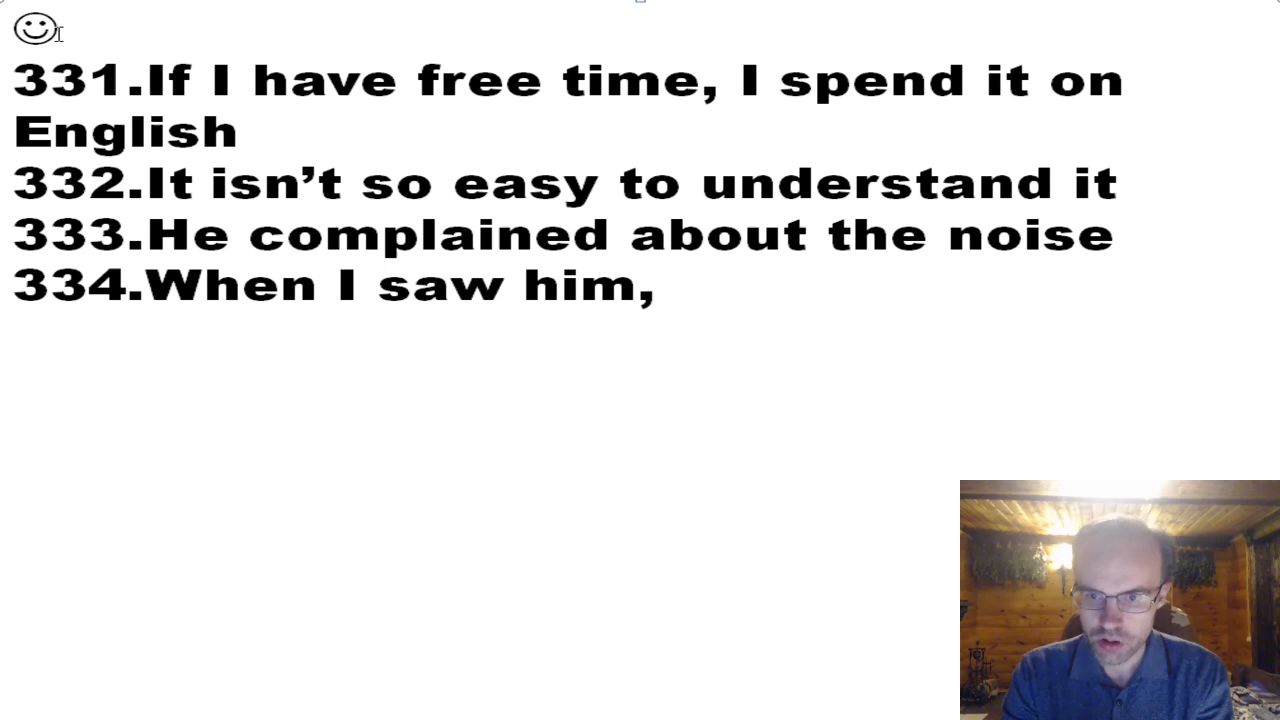 331.If I have free time, I spend it on
English
332.It isn’t so easy to understand it
333.He complained about the noise
334.When I saw him,